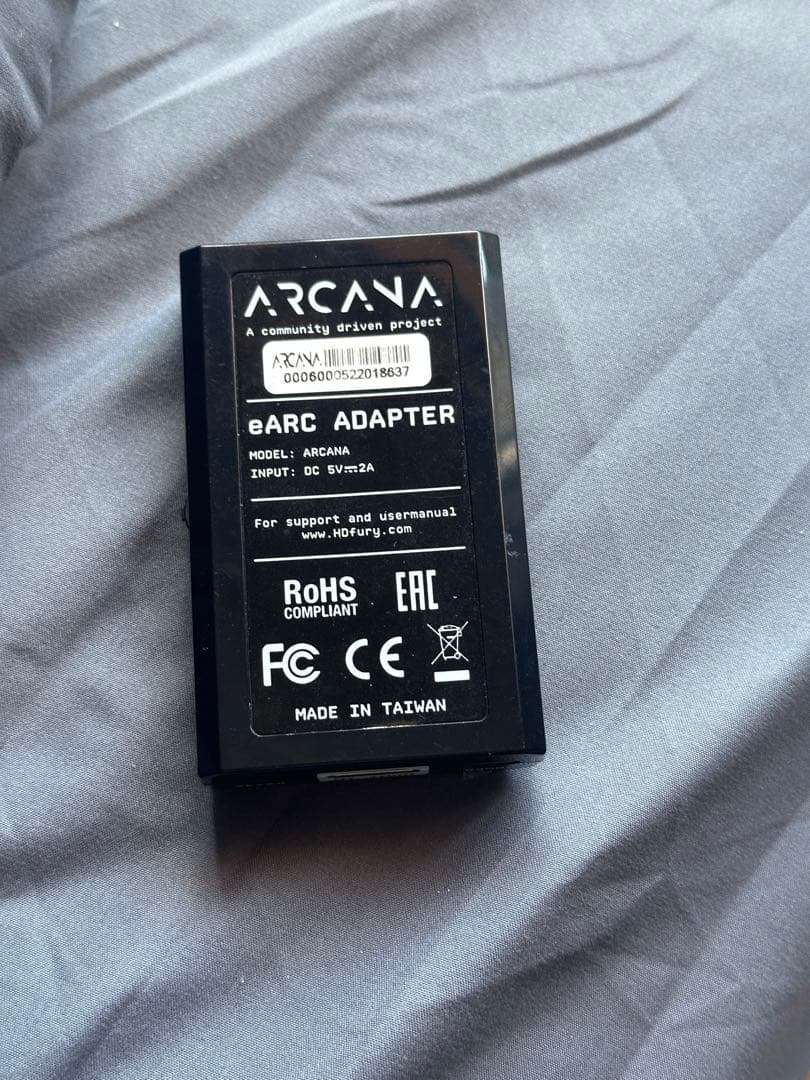 ARCANA
A community driven project
ARCANA
0006000522018637
eARC ADAPTER
MODEL: ARCANA
INPUT: DC 5V⎓2A
For support and usermanual
www.HDfury.com
RoHS
COMPLIANT
EAC
FC CE
MADE IN TAIWAN